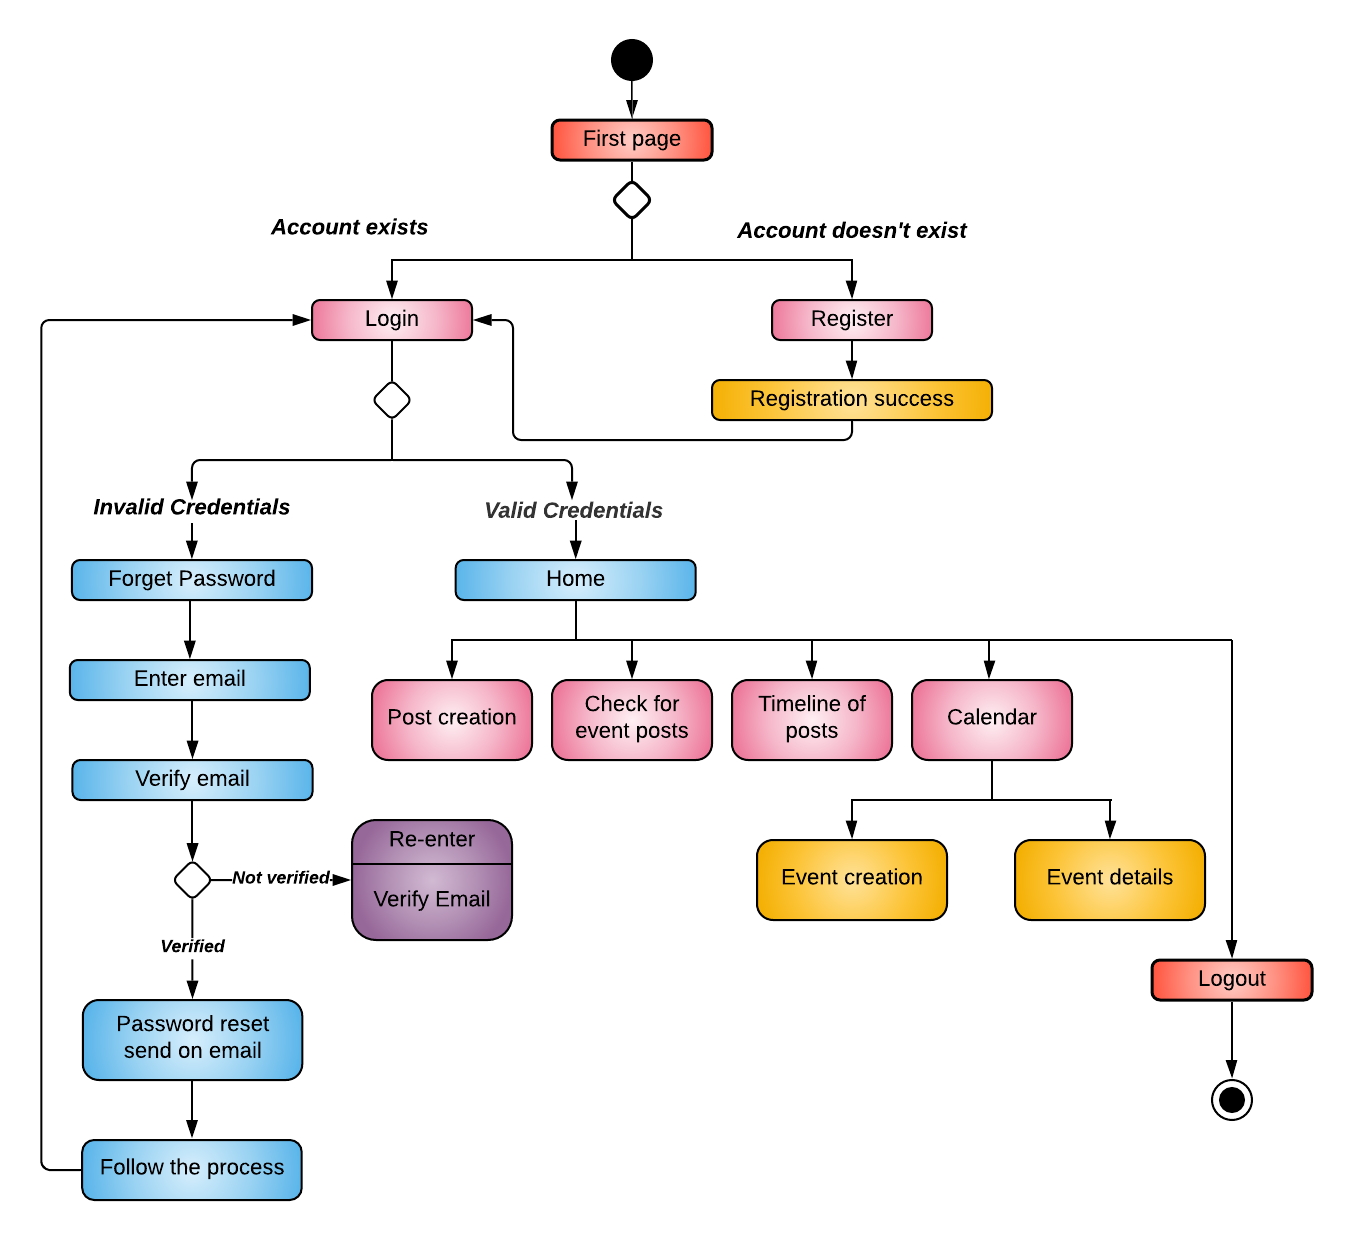 First page
Account exists
Account doesn't exist
Login
Register
Registration success
Invalid Credentials
Valid Credentials
Forget Password
Home
Enter email
Post creation
Check for
event posts
Timeline of
posts
Calendar
Verify email
Re-enter
Not verified
Verify Email
Event creation
Event details
Verified
Logout
Password reset
send on email
Follow the process